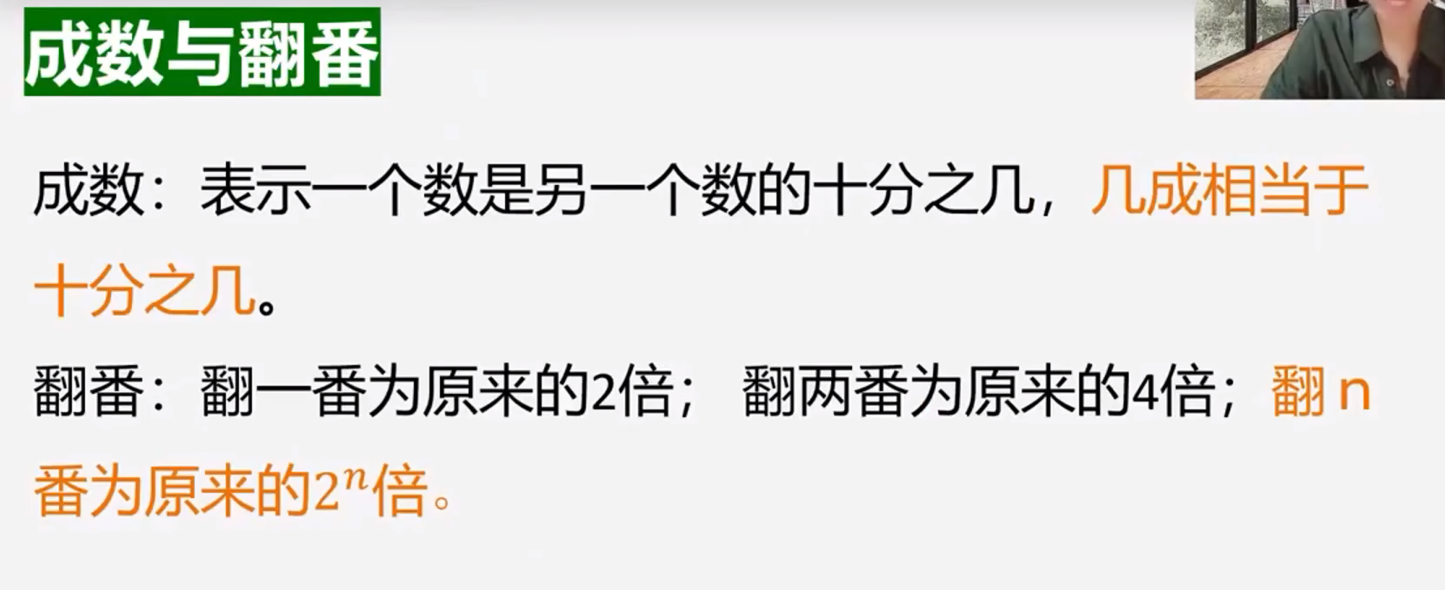 成数与翻番
成数：表示一个数是另一个数的十分之几，几成相当于
十分之几。
翻番：翻一番为原来的2倍； 翻两番为原来的4倍；翻 n
番为原来的2ⁿ倍。